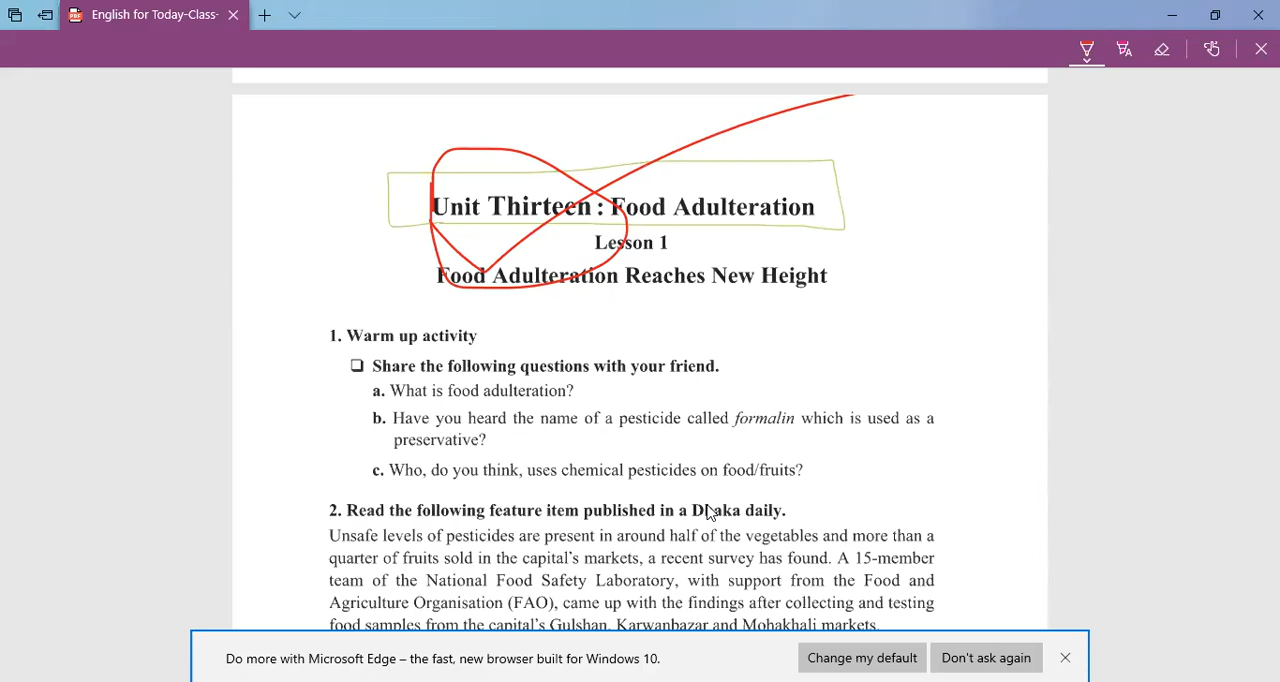 English for Today-Class-
Unit Thirteen : Food Adulteration
Lesson 1
Food Adulteration Reaches New Height
1. Warm up activity
❏ Share the following questions with your friend.
a. What is food adulteration?
b. Have you heard the name of a pesticide called formalin which is used as a
preservative?
c. Who, do you think, uses chemical pesticides on food/fruits?
2. Read the following feature item published in a Dhaka daily.
Unsafe levels of pesticides are present in around half of the vegetables and more than a
quarter of fruits sold in the capital's markets, a recent survey has found. A 15-member
team of the National Food Safety Laboratory, with support from the Food and
Agriculture Organisation (FAO), came up with the findings after collecting and testing
food samples from the capital's Gulshan, Karwanbazar and Mohakhali markets.
Do more with Microsoft Edge – the fast, new browser built for Windows 10.
Change my default
Don't ask again